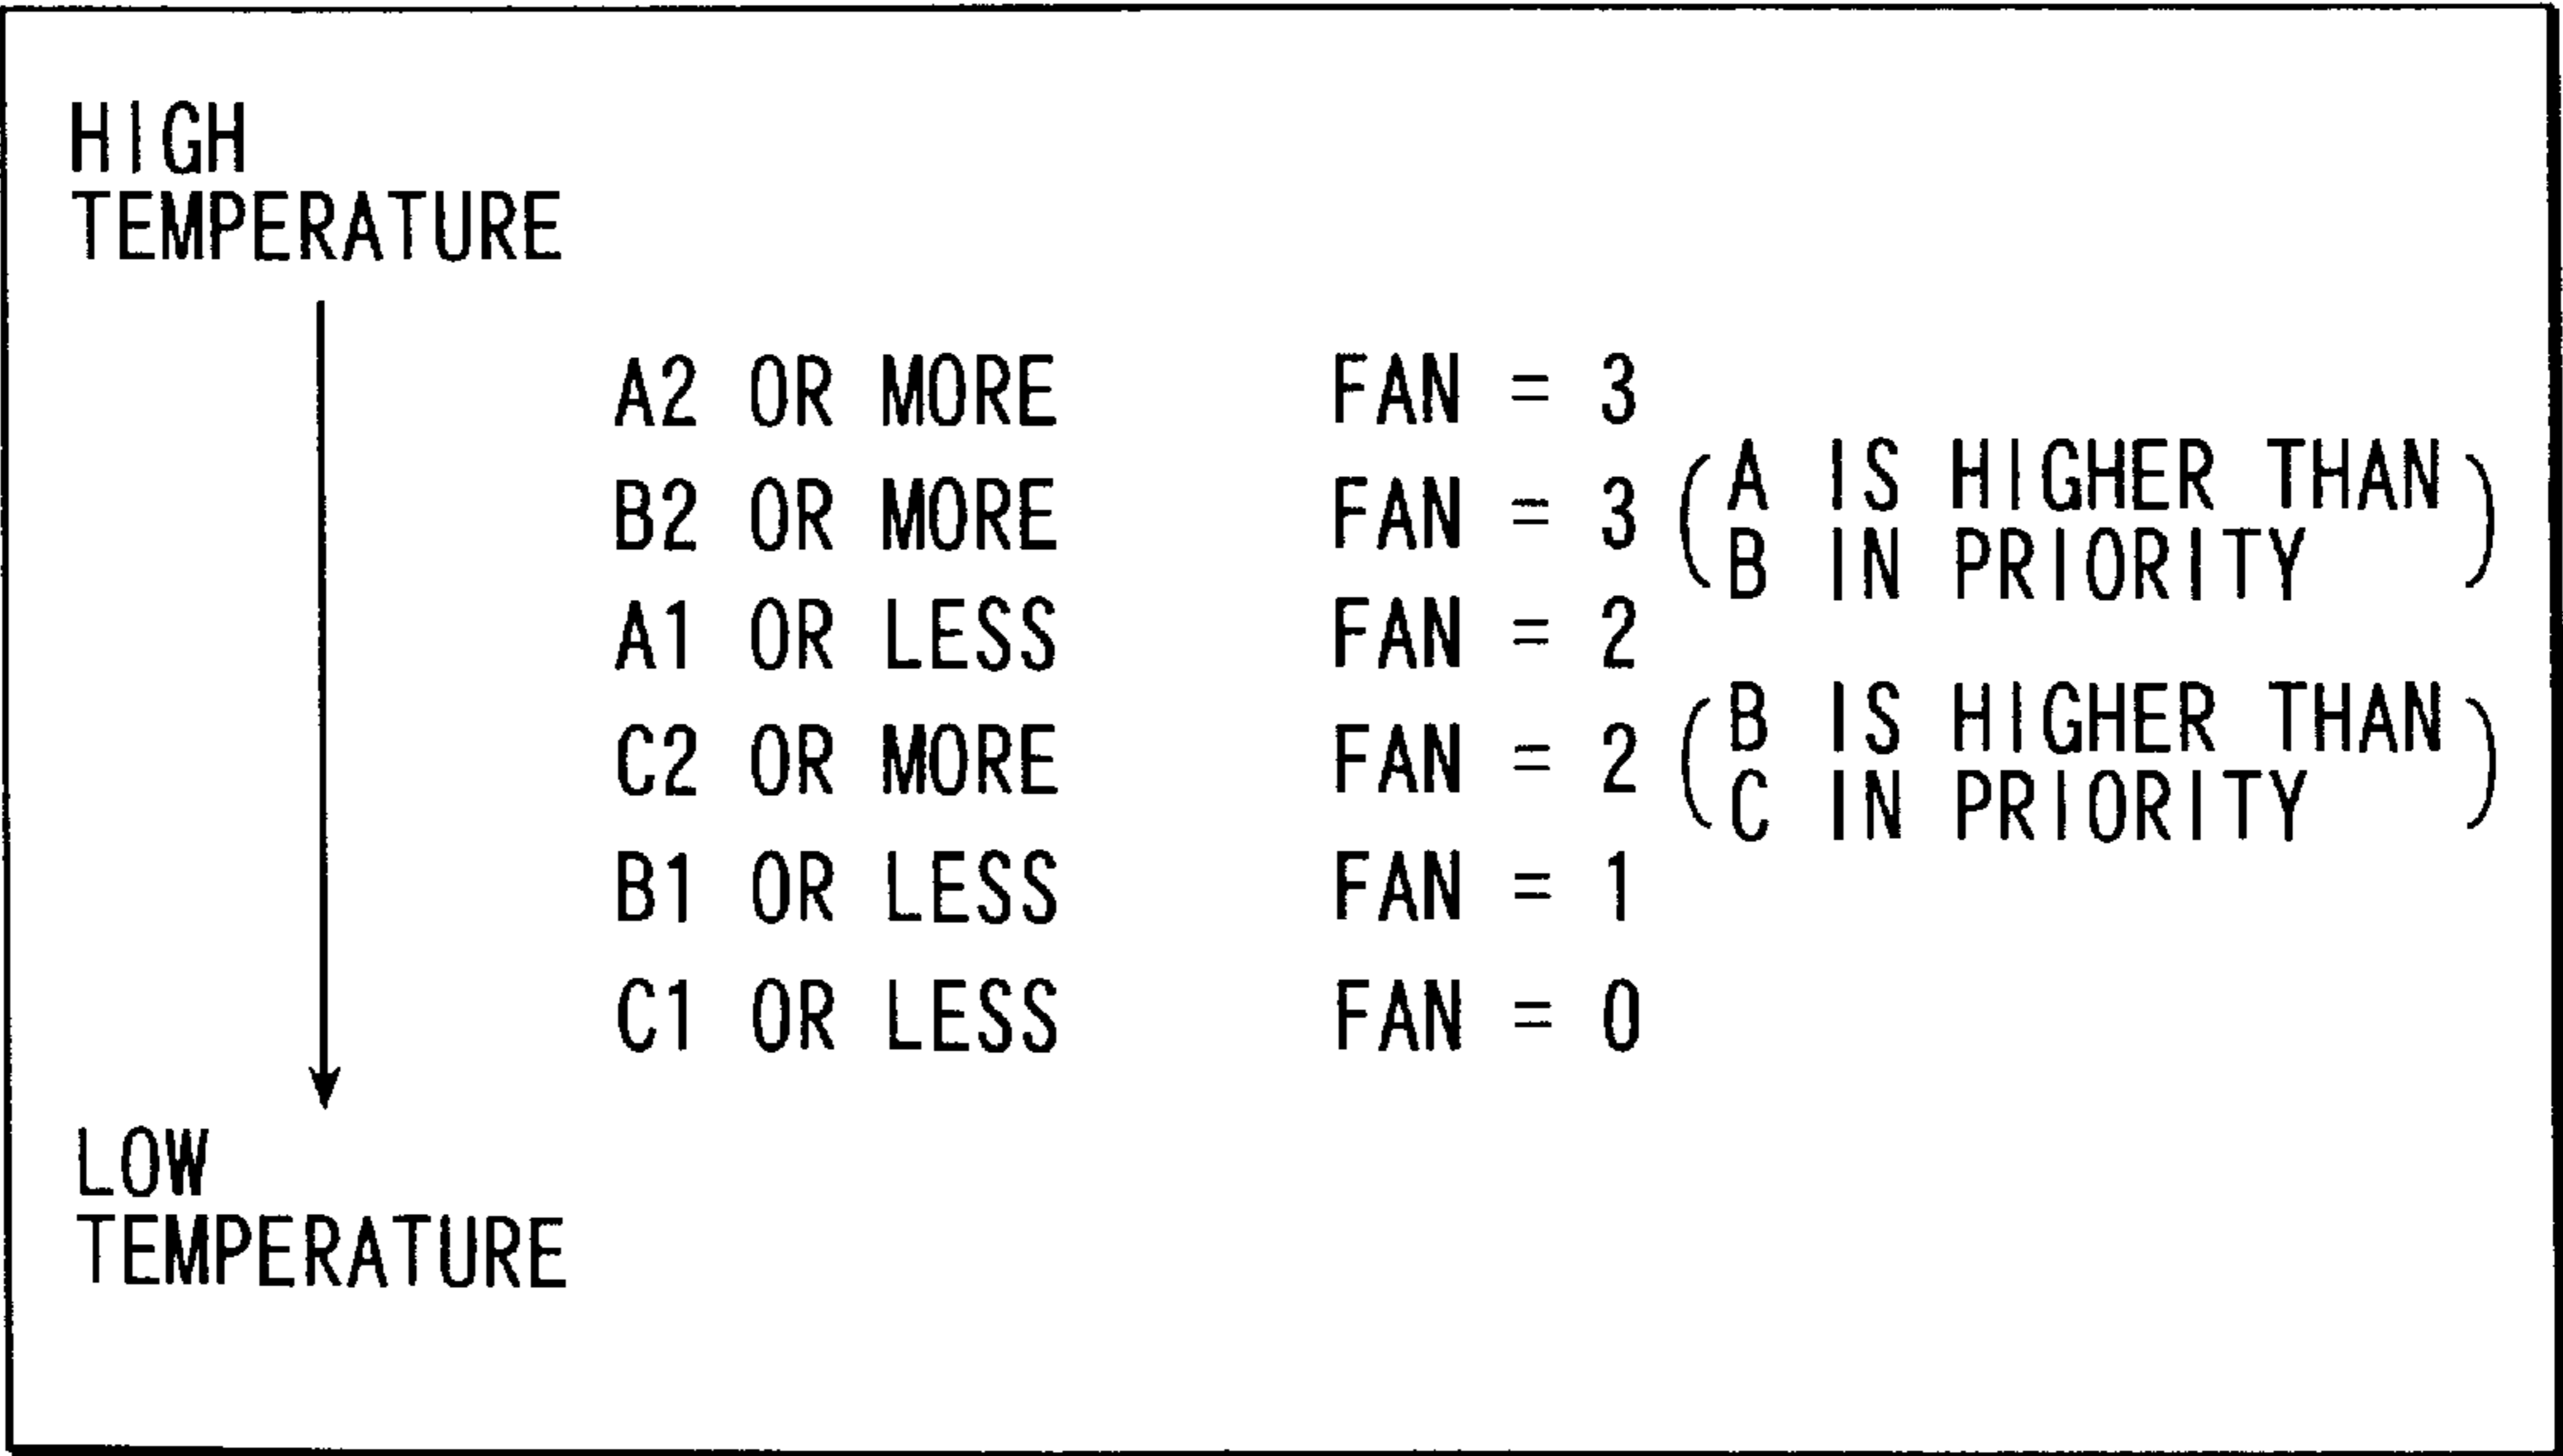 HIGH
TEMPERATURE
A2 OR MORE FAN = 3
B2 OR MORE FAN = 3 (A IS HIGHER THAN
B IN PRIORITY)
A1 OR LESS FAN = 2
C2 OR MORE FAN = 2 (B IS HIGHER THAN
C IN PRIORITY)
B1 OR LESS FAN = 1
C1 OR LESS FAN = 0
LOW
TEMPERATURE